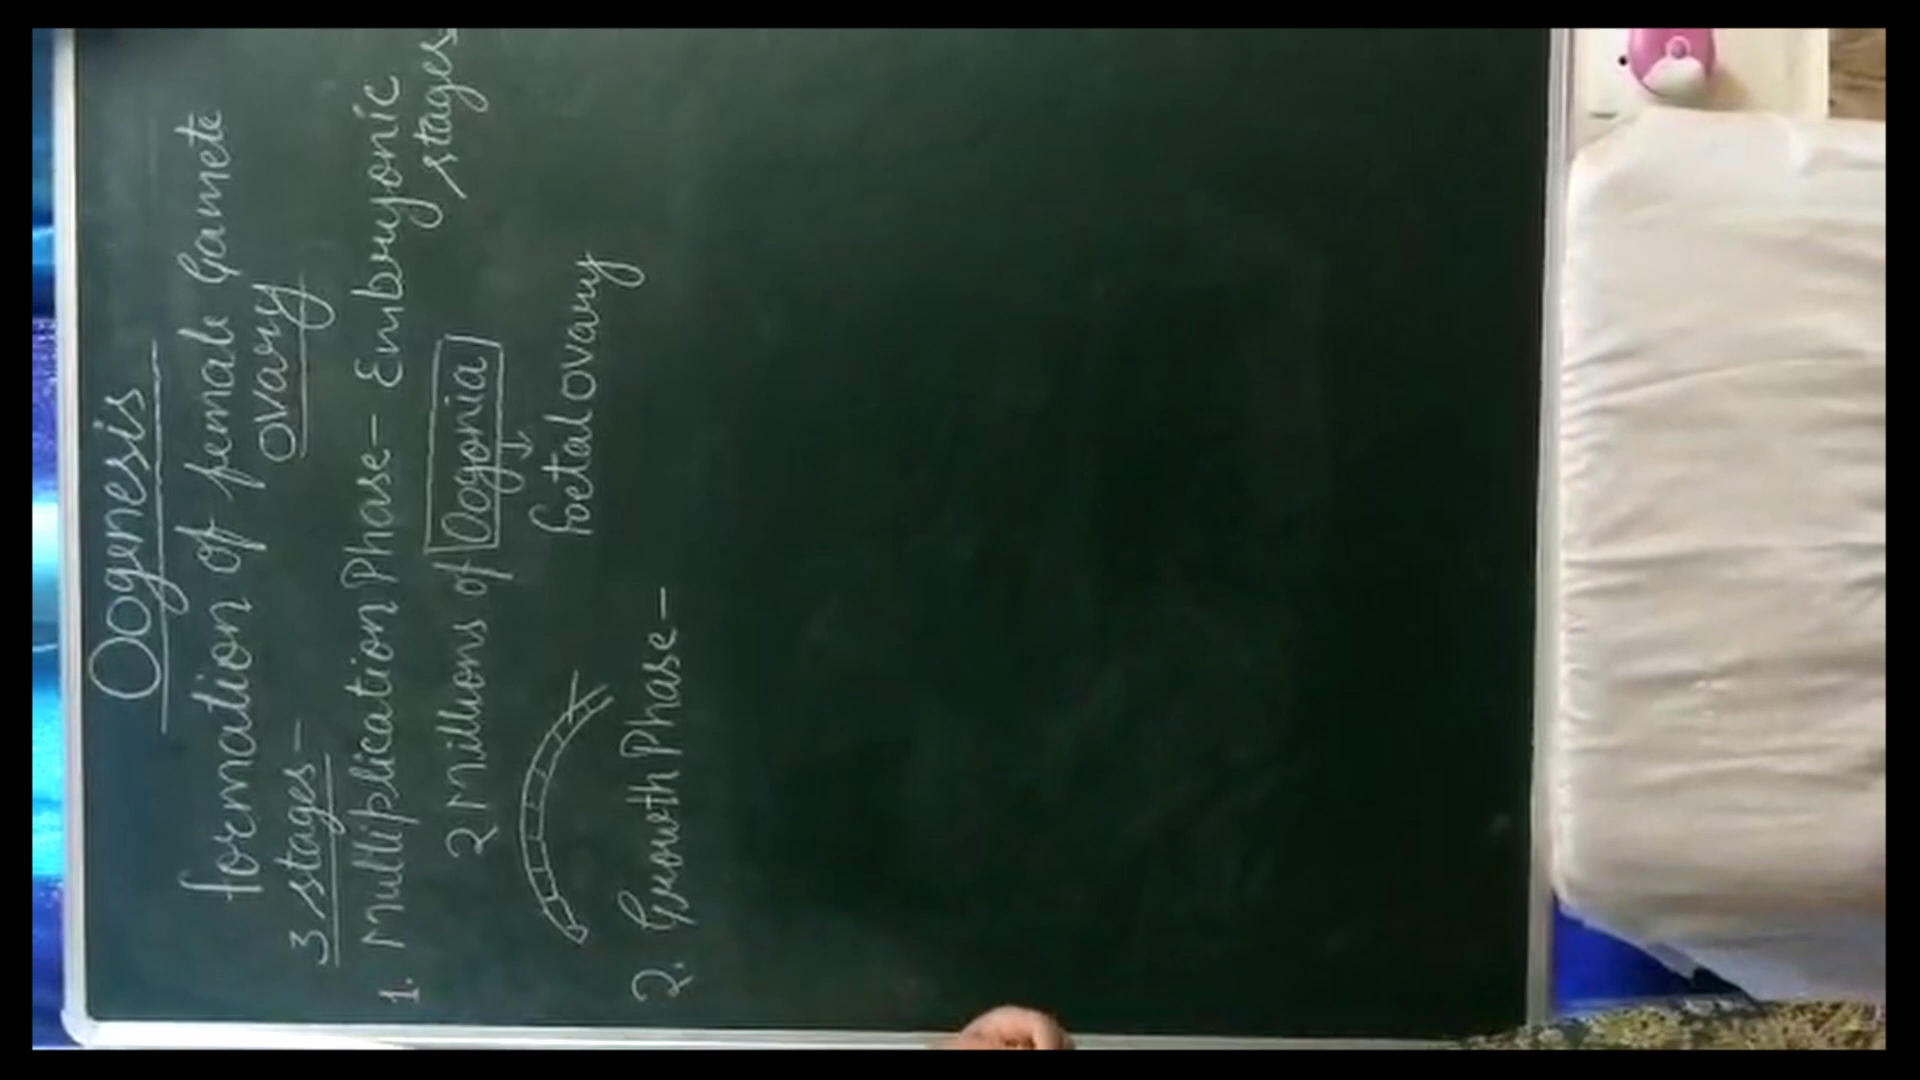 Oogenesis
formation of female Gamete
ovary
3 stages-
1. Multiplication Phase- Embryonic
stages
2 Millions of Oogonia
↓
foetal ovary
2. Growth Phase-